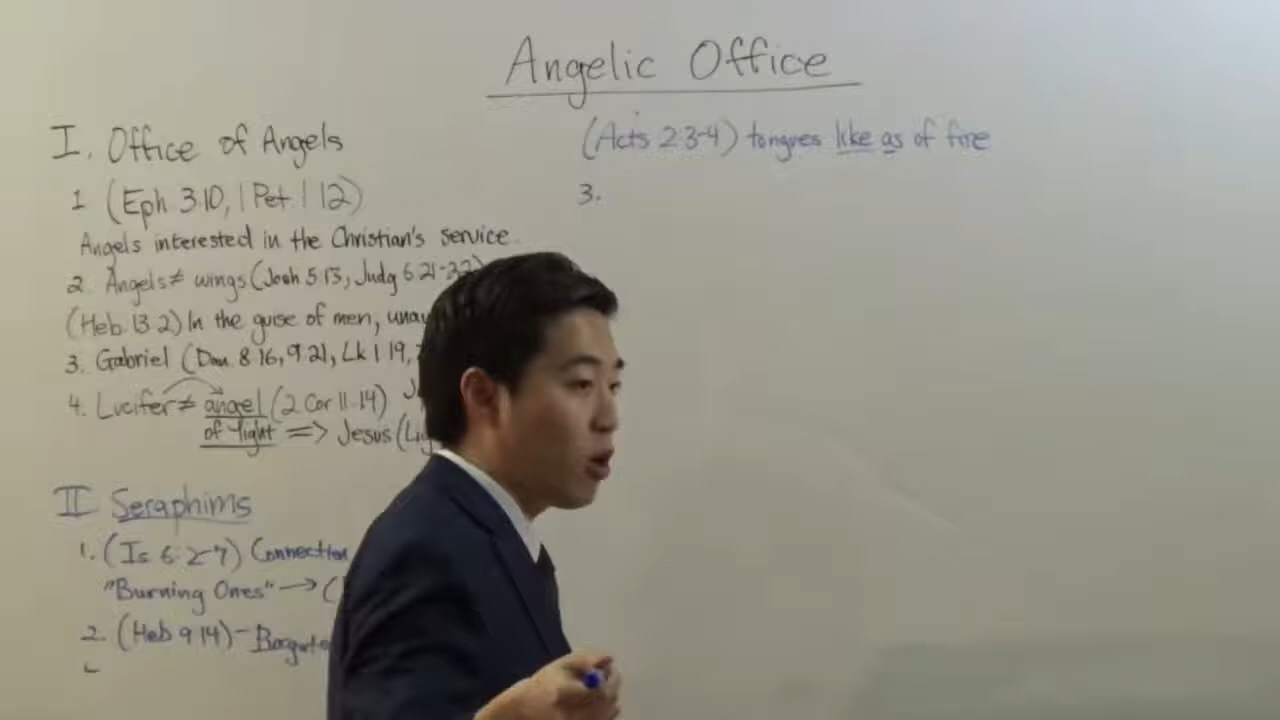 Angelic Office
I. Office of Angels
1 (Eph 3:10, 1 Pet. 1 12)
Angels interested in the Christian's service.
2. Angels ≠ wings (Josh 5:13, Judg 6:21-22)
(Heb. 13 2) In the guise of men,
3. Gabriel (Dan. 8:16, 9:21, Lk 1 19,
4. Lucifer ≠ angel (2 Cor 11:14)
of light => Jesus
II Seraphims
1. (Is 6:2-7) Connection
"Burning Ones" → (
2. (Heb 9:14) -
(Acts 2:3-4) tongues like as of fire
3.